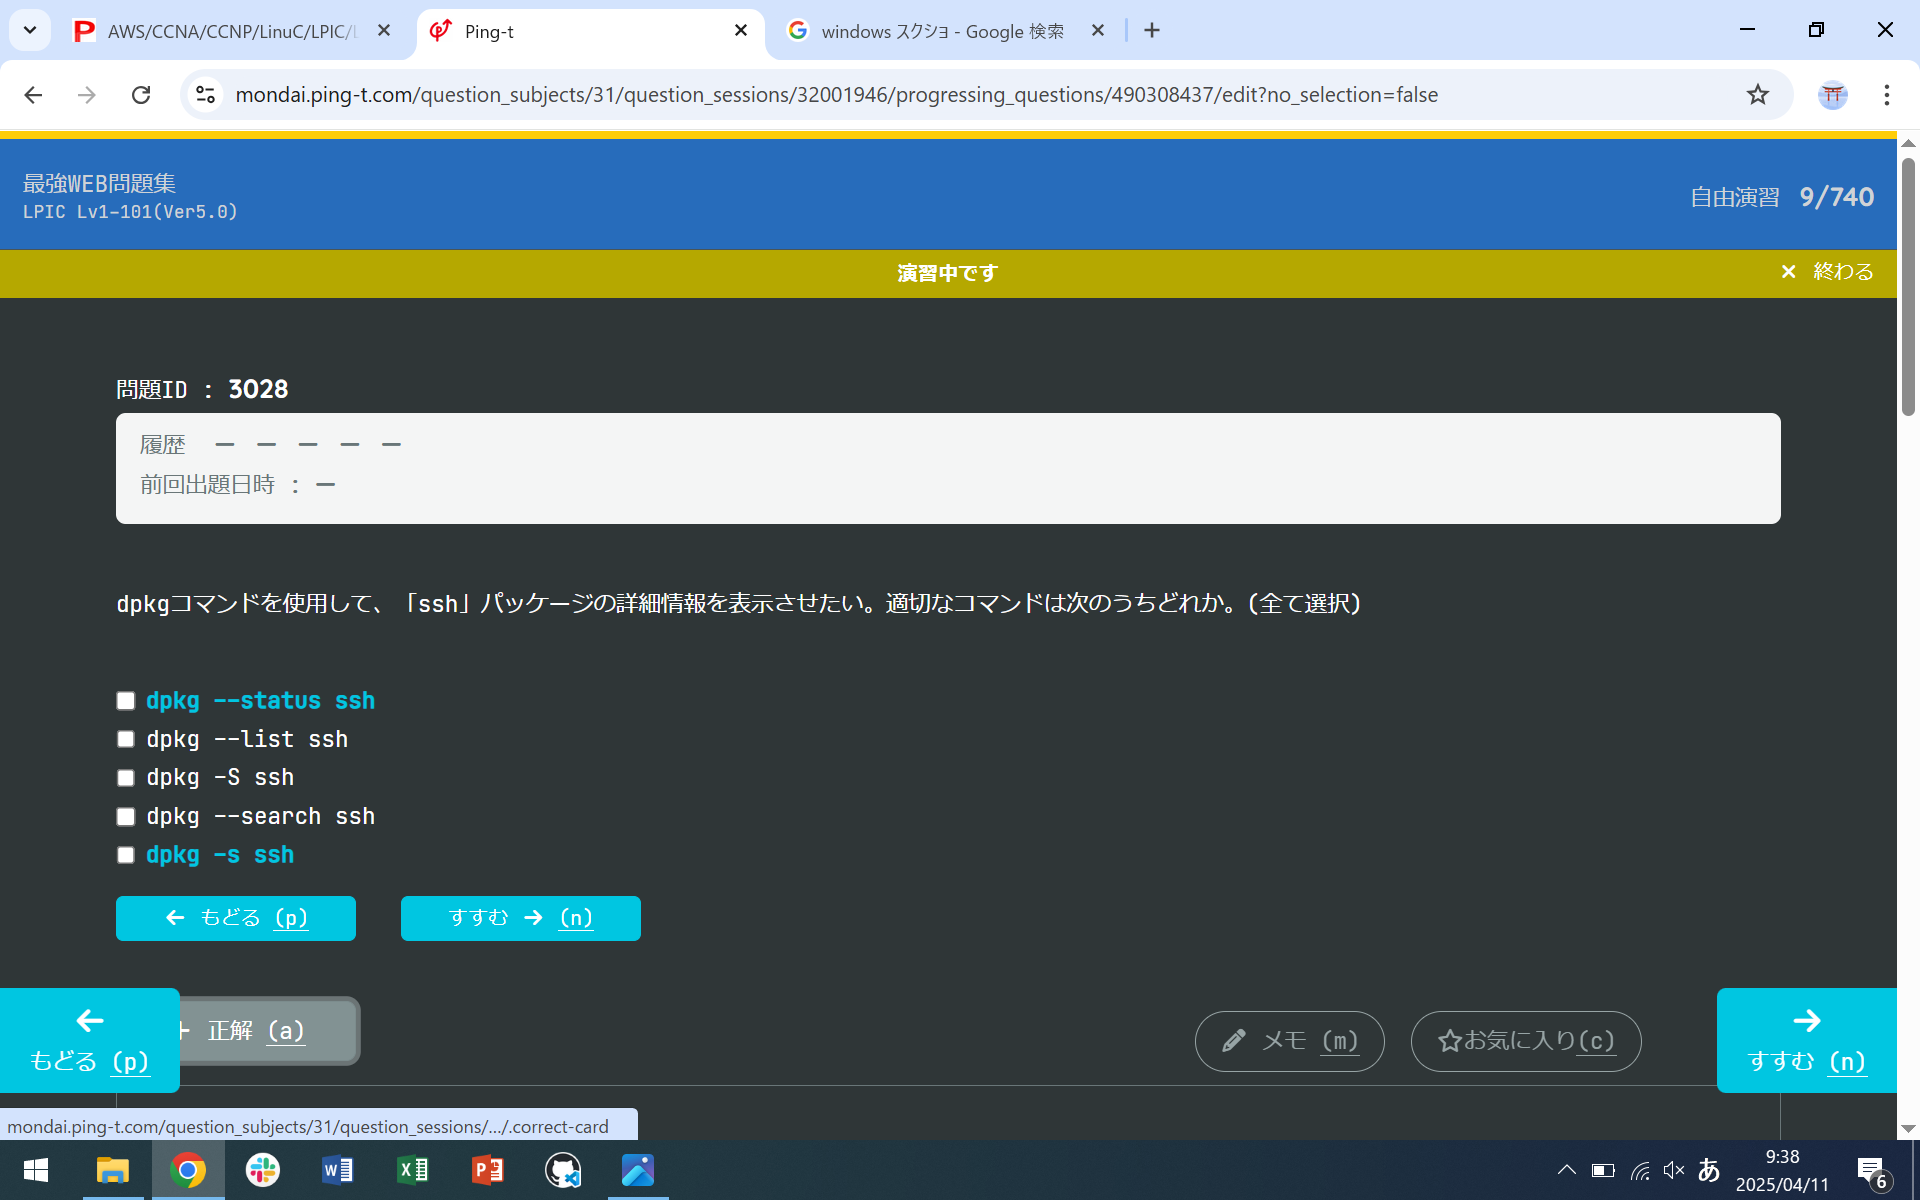 AWS/CCNA/CCNP/LinuC/LPIC/
Ping-t
windows スクショ - Google 検索
mondai.ping-t.com/question_subjects/31/question_sessions/32001946/progressing_questions/490308437/edit?no_selection=false
最強WEB問題集
LPIC Lv1-101(Ver5.0)
自由演習 9/740
演習中です
× 終わる
問題ID : 3028
履歴 ー ー ー ー ー
前回出題日時 : ー
dpkgコマンドを使用して、「ssh」パッケージの詳細情報を表示させたい。適切なコマンドは次のうちどれか。(全て選択)
dpkg --status ssh
dpkg --list ssh
dpkg -S ssh
dpkg --search ssh
dpkg -s ssh
← もどる (p)
すすむ → (n)
← もどる (p)
正解 (a)
メモ (m)
☆お気に入り(c)
→ すすむ (n)
mondai.ping-t.com/question_subjects/31/question_sessions/.../.correct-card
あ
9:38
2025/04/11
6